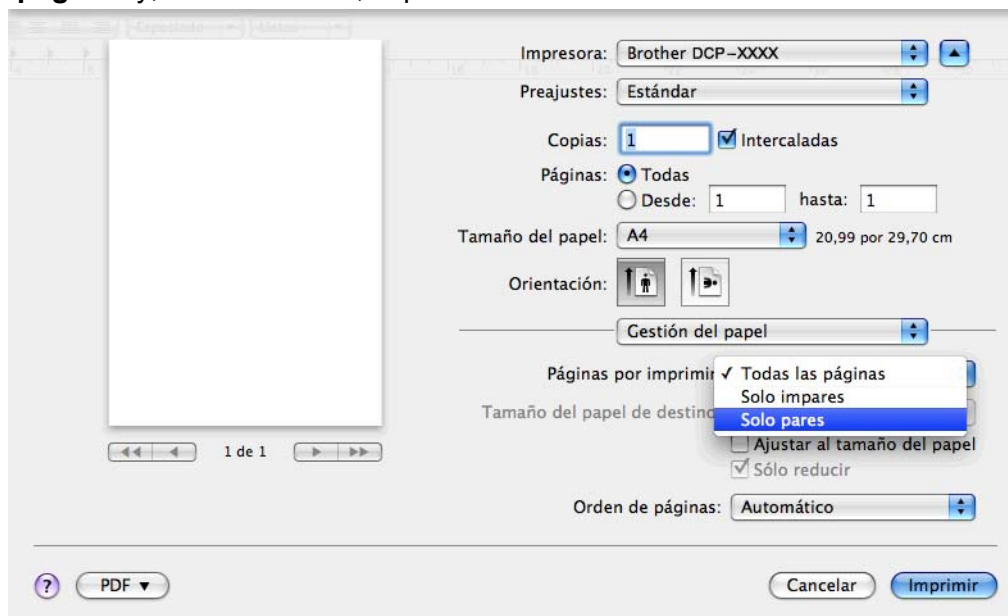 Impresora: Brother DCP-XXXX
Preajustes: Estándar
Copias: 1 Intercaladas
Páginas: Todas
Desde: 1 hasta: 1
Tamaño del papel: A4 20,99 por 29,70 cm
Orientación:
Gestión del papel
Páginas por imprimir ✓ Todas las páginas
Solo impares
Tamaño del papel de destino
Solo pares
Ajustar al tamaño del papel
1 de 1
Sólo reducir
Orden de páginas: Automático
? PDF ▼ Cancelar Imprimir